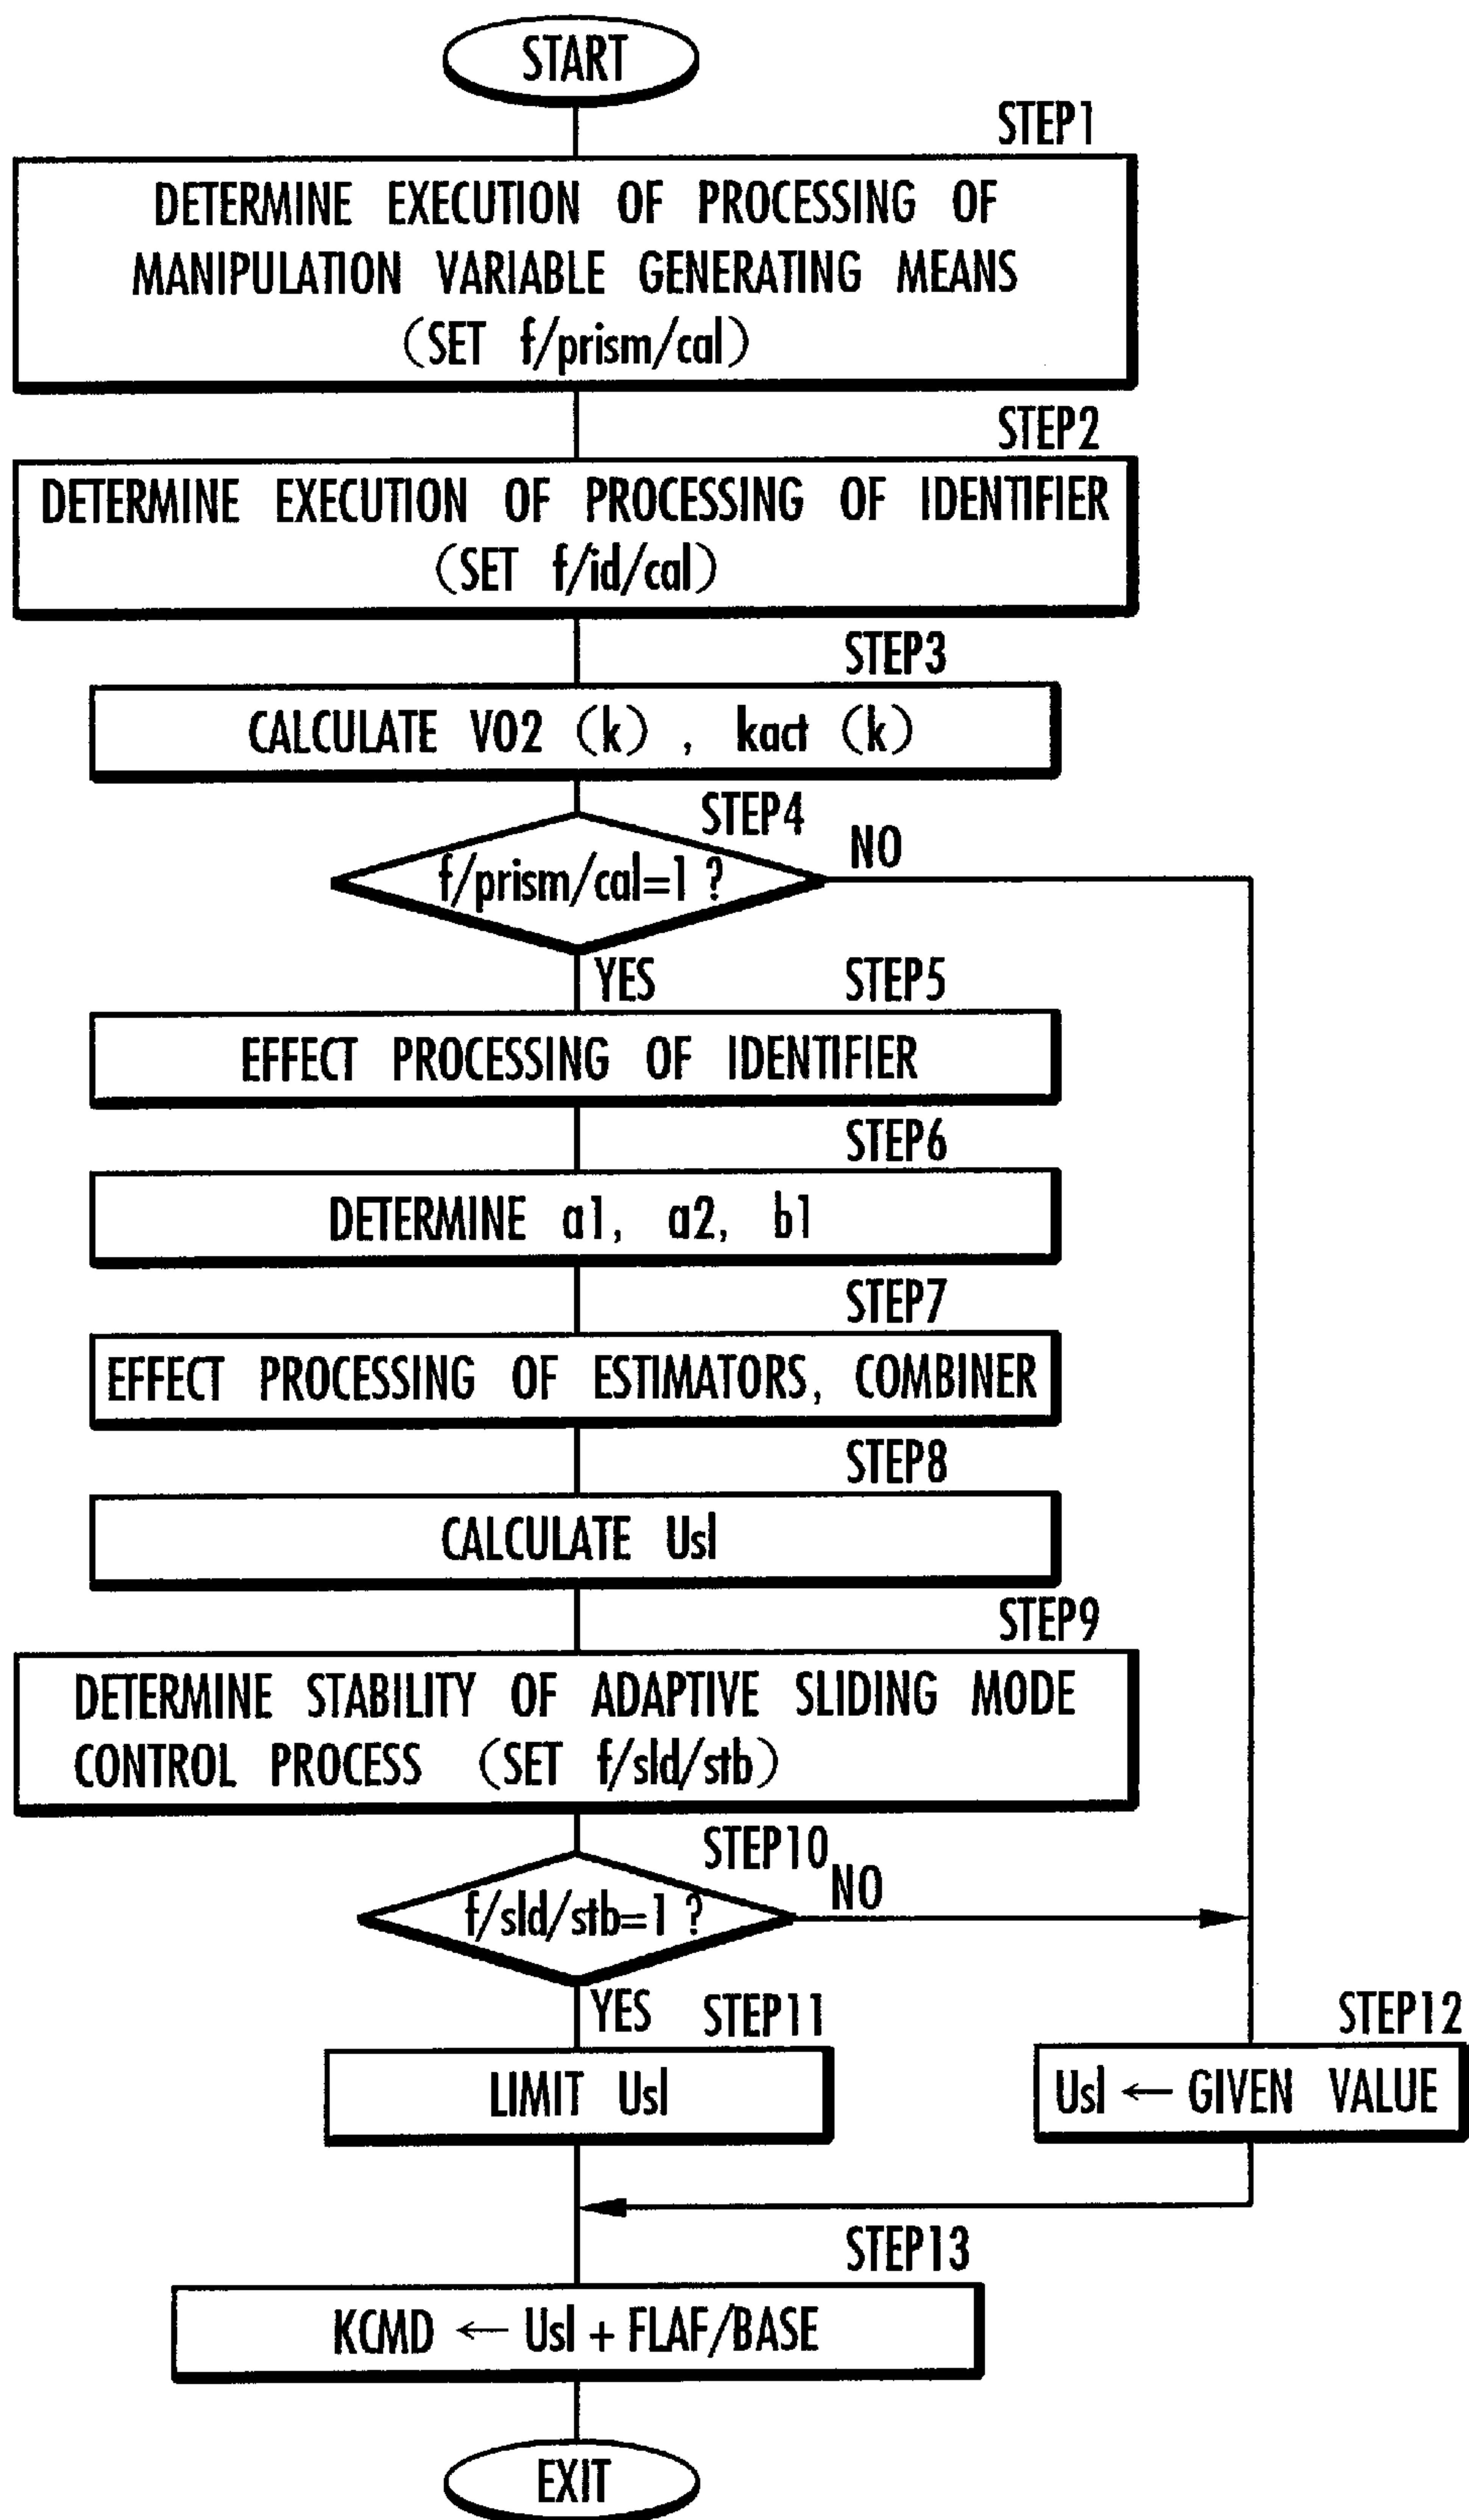 START
STEP1
DETERMINE EXECUTION OF PROCESSING OF
MANIPULATION VARIABLE GENERATING MEANS
(SET f/prism/cal)
STEP2
DETERMINE EXECUTION OF PROCESSING OF IDENTIFIER
(SET f/id/cal)
STEP3
CALCULATE VO2 (k) , kact (k)
STEP4
f/prism/cal=1 ?
NO
YES
STEP5
EFFECT PROCESSING OF IDENTIFIER
STEP6
DETERMINE a1, a2, b1
STEP7
EFFECT PROCESSING OF ESTIMATORS, COMBINER
STEP8
CALCULATE Usl
STEP9
DETERMINE STABILITY OF ADAPTIVE SLIDING MODE
CONTROL PROCESS (SET f/sld/stb)
STEP10
f/sld/stb=1 ?
NO
YES
STEP11
LIMIT Usl
STEP12
Usl ← GIVEN VALUE
STEP13
KCMD ← Usl + FLAF/BASE
EXIT